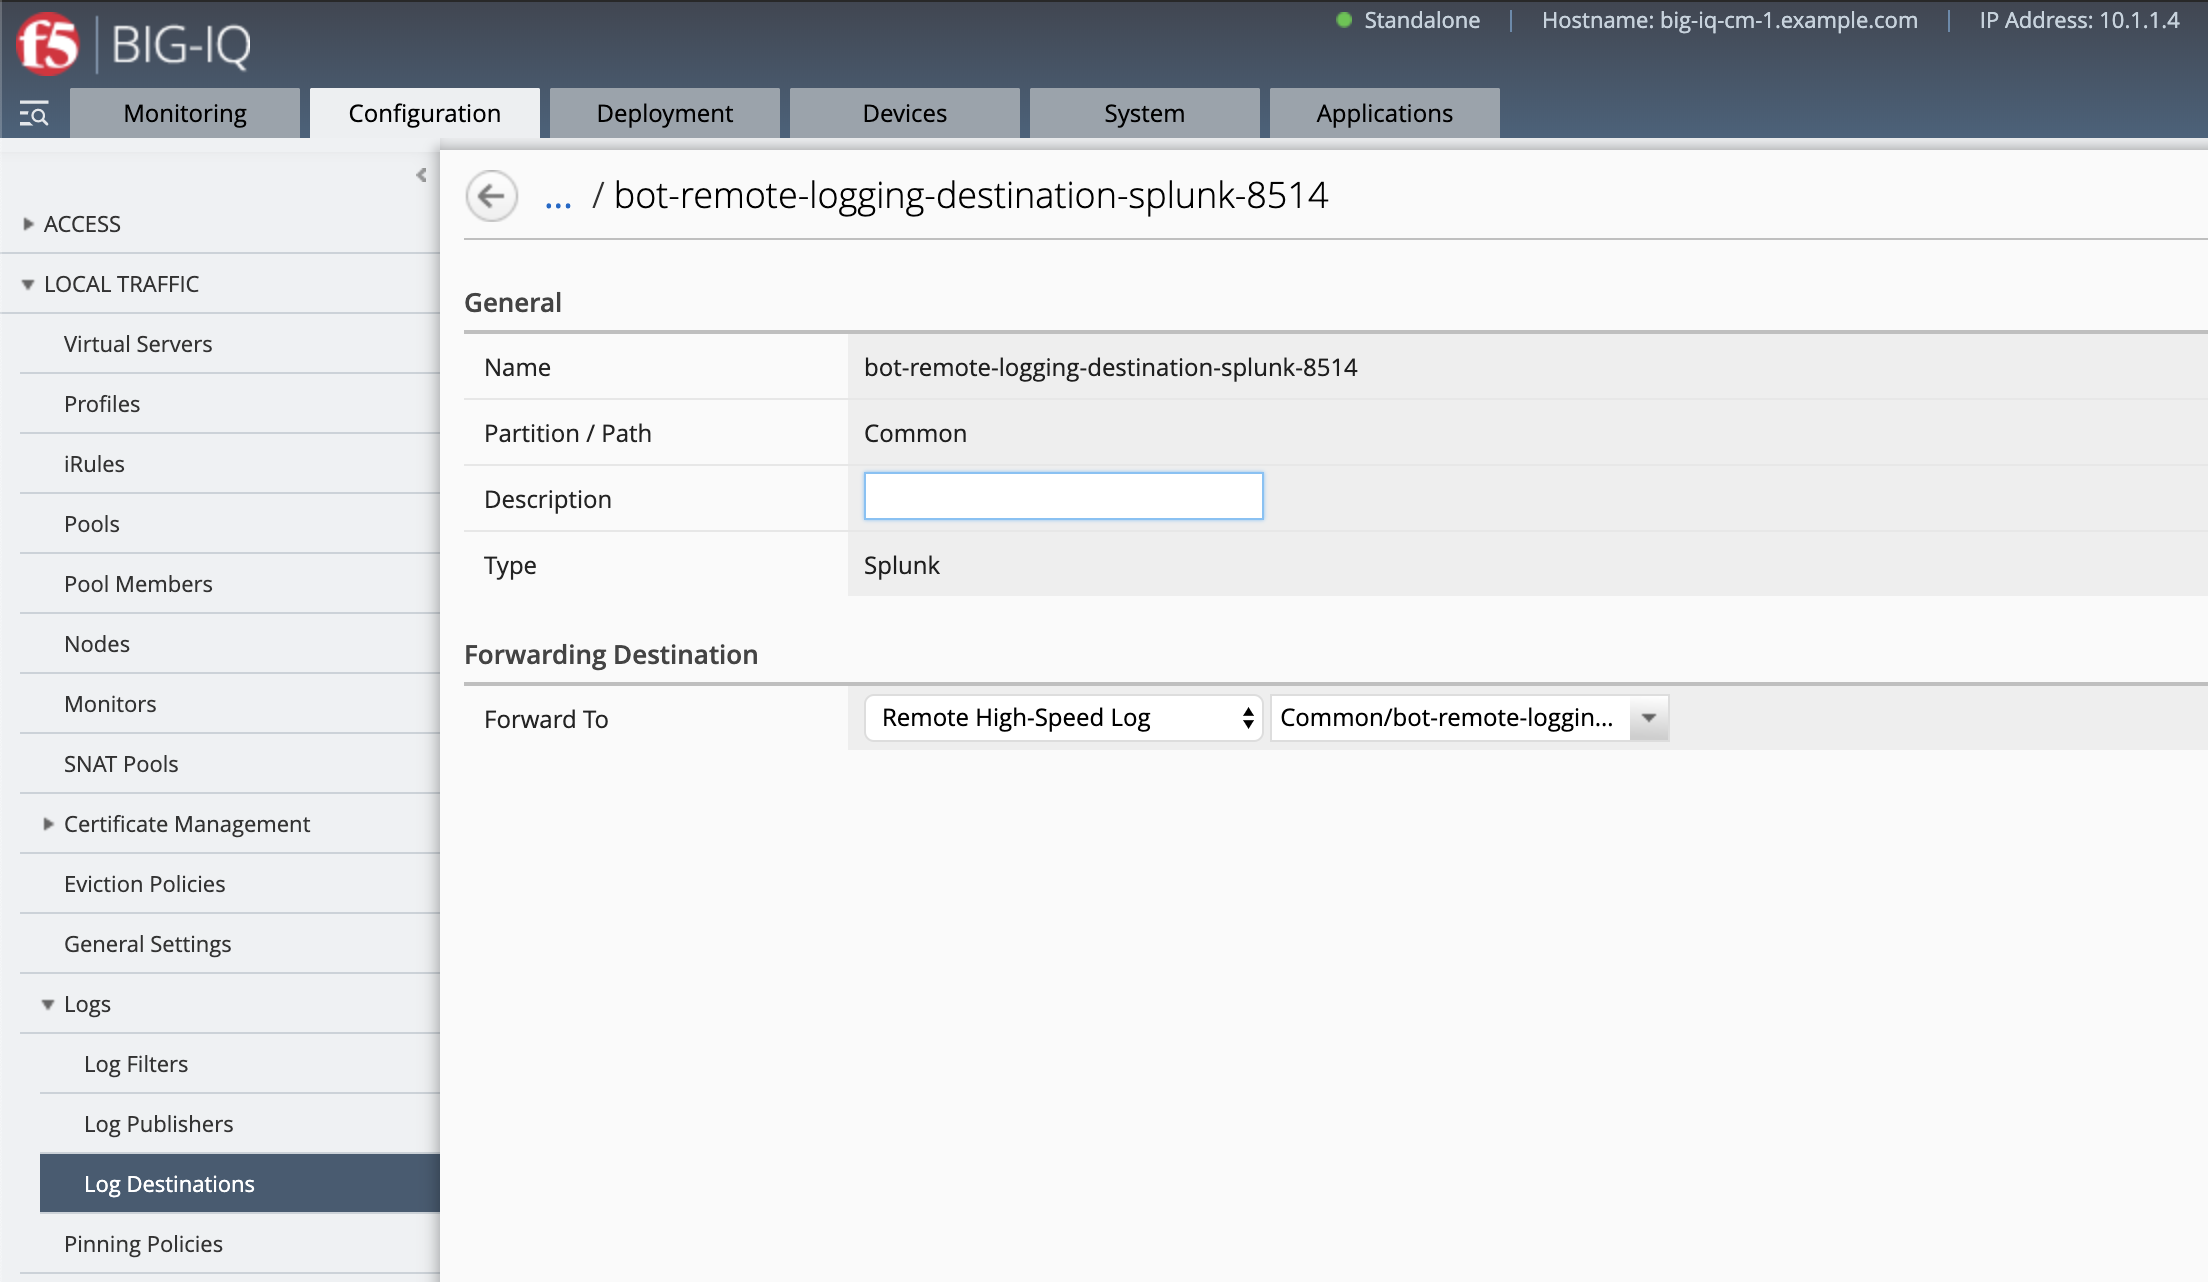 f5 BIG-IQ
Standalone | Hostname: big-iq-cm-1.example.com | IP Address: 10.1.1.4
Monitoring Configuration Deployment Devices System Applications
ACCESS
LOCAL TRAFFIC
Virtual Servers
Profiles
iRules
Pools
Pool Members
Nodes
Monitors
SNAT Pools
Certificate Management
Eviction Policies
General Settings
Logs
Log Filters
Log Publishers
Log Destinations
Pinning Policies
... / bot-remote-logging-destination-splunk-8514
General
Name bot-remote-logging-destination-splunk-8514
Partition / Path Common
Description
Type Splunk
Forwarding Destination
Forward To Remote High-Speed Log Common/bot-remote-loggin...